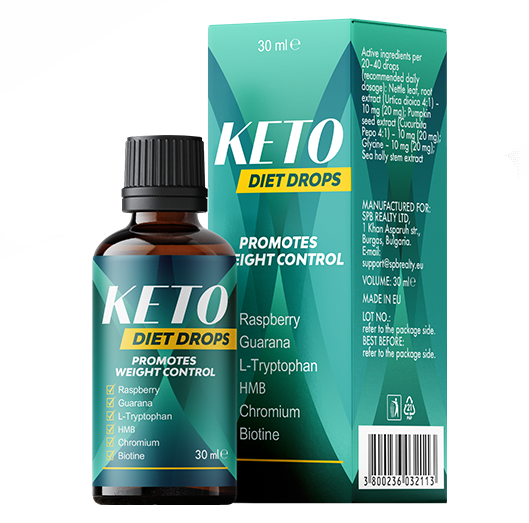 30 ml e
KETO
DIET DROPS
PROMOTES
EIGHT CONTROL
Raspberry
Guarana
L-Tryptophan
HMB
Chromium
Biotine
Active ingredients per
20-40 drops
(recommended daily
dosage): Nettle leaf, root
extract (Urtica dioica 4:1) -
10 mg (20 mg); Pumpkin
seed extract (Cucurbita
Pepo 4:1) - 10 mg (20 mg);
Glycine - 10 mg (20 mg);
Sea holly stem extract
MANUFACTURED FOR:
SPB REALTY LTD,
1 Khan Asparuh str.,
Burgas, Bulgaria.
E-mail:
support@spbrealty.eu
VOLUME: 30 ml e
MADE IN EU
LOT NO.:
refer to the package side.
BEST BEFORE:
refer to the package side.
3 800236 032113
KETO
DIET DROPS
PROMOTES
WEIGHT CONTROL
Raspberry
Guarana
L-Tryptophan
HMB
Chromium
Biotine
30 ml e